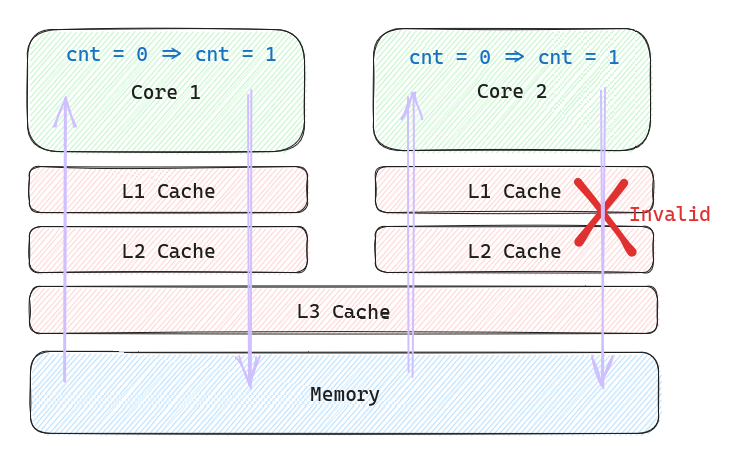 cnt = 0 => cnt = 1
cnt = 0 => cnt = 1
Core 1
Core 2
L1 Cache
L1 Cache
Invalid
L2 Cache
L2 Cache
L3 Cache
Memory